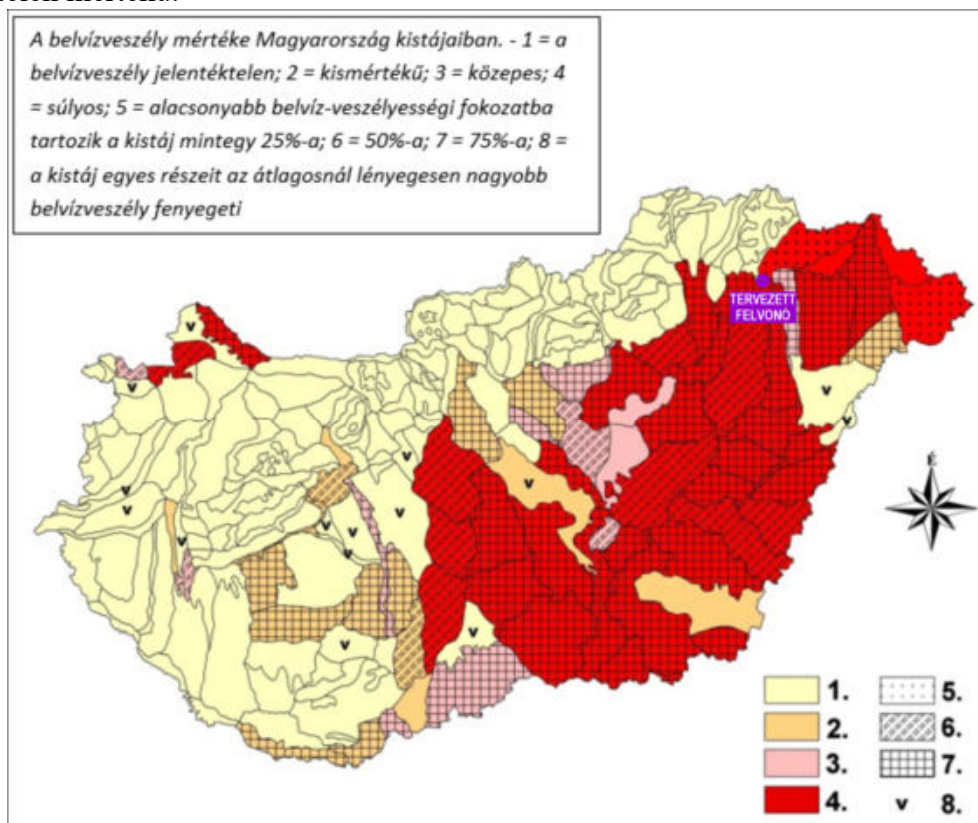 A belvízveszély mértéke Magyarország kistájaiban. - 1 = a
belvízveszély jelentéktelen; 2 = kismértékű; 3 = közepes; 4
= súlyos; 5 = alacsonyabb belvíz-veszélyességi fokozatba
tartozik a kistáj mintegy 25%-a; 6 = 50%-a; 7 = 75%-a; 8 =
a kistáj egyes részeit az átlagosnál lényegesen nagyobb
belvízveszély fenyegeti
TERVEZETT
FELVONÓ
É
1.
2.
3.
4.
5.
6.
7.
v 8.